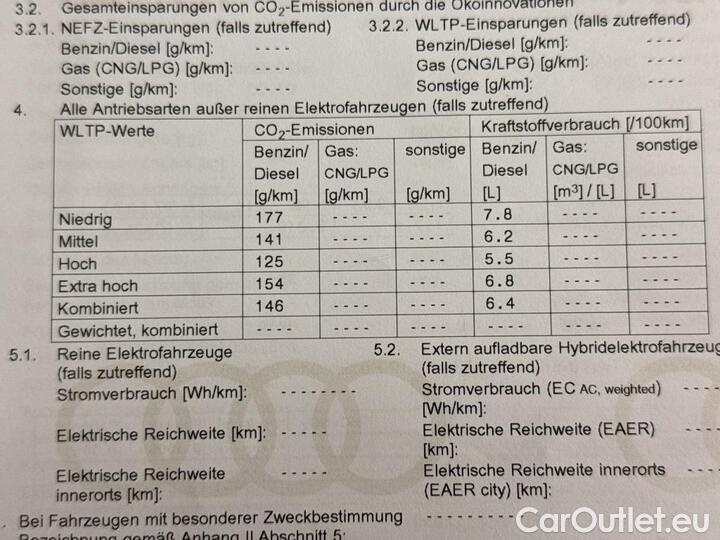 3.2. Gesamteinsparungen von CO₂-Emissionen durch die Ökoinnovationen
3.2.1. NEFZ-Einsparungen (falls zutreffend) 3.2.2. WLTP-Einsparungen (falls zutreffend)
Benzin/Diesel [g/km]: - - - - Benzin/Diesel [g/km]: - - - -
Gas (CNG/LPG) [g/km]: - - - - Gas (CNG/LPG) [g/km]: - - - -
Sonstige [g/km]: - - - - Sonstige [g/km]: - - - -
4. Alle Antriebsarten außer reinen Elektrofahrzeugen (falls zutreffend)
WLTP-Werte CO₂-Emissionen Kraftstoffverbrauch [/100km]
Benzin/ Gas: sonstige Benzin/ Gas: sonstige
Diesel CNG/LPG Diesel CNG/LPG
[g/km] [g/km] [g/km] [L] [m³] / [L] [L]
Niedrig 177 - - - - - - - - 7.8 - - - - - - - -
Mittel 141 - - - - - - - - 6.2 - - - - - - - -
Hoch 125 - - - - - - - - 5.5 - - - - - - - -
Extra hoch 154 - - - - - - - - 6.8 - - - - - - - -
Kombiniert 146 - - - - - - - - 6.4 - - - - - - - -
Gewichtet, kombiniert - - - - - - - - - - - - - - - - - - - - - - - -
5.1. Reine Elektrofahrzeuge 5.2. Extern aufladbare Hybridelektrofahrzeug
(falls zutreffend) (falls zutreffend)
Stromverbrauch [Wh/km]: - - - - - - - - Stromverbrauch (EC AC, weighted) - - - -
[Wh/km]:
Elektrische Reichweite [km]: - - - - - Elektrische Reichweite (EAER) - - - -
[km]:
Elektrische Reichweite - - - - - Elektrische Reichweite innerorts - - - -
innerorts [km]: (EAER city) [km]:
. Bei Fahrzeugen mit besonderer Zweckbestimmung - - - - - - - - - -
Bezeichnung gemäß Anhang II Abschnitt 5:
CarOutlet.eu